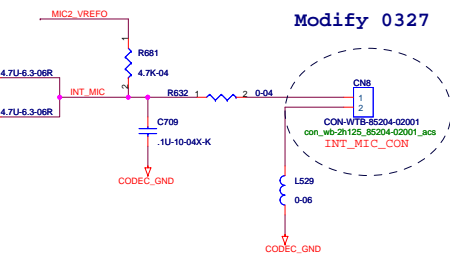 Modify 0327
MIC2_VREFO
1
R681
4.7K-04
2
4.7U-6.3-06R
INT_MIC
R632 1 2 0-04
4.7U-6.3-06R
C709
.1U-10-04X-K
CODEC_GND
CN8
1
2
CON-WTB-85204-02001
con_wb-2h125_85204-02001_acs
INT_MIC_CON
L529
0-06
CODEC_GND